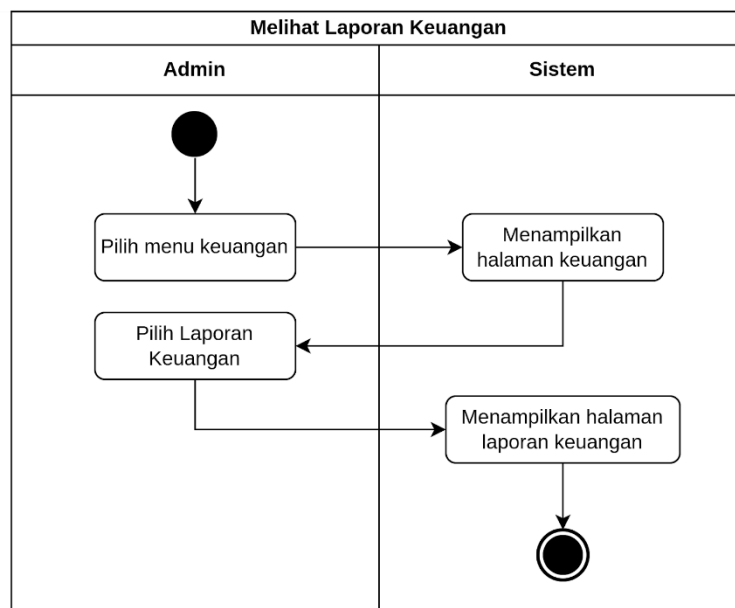 Melihat Laporan Keuangan
Admin
Sistem
Pilih menu keuangan
Menampilkan
halaman keuangan
Pilih Laporan
Keuangan
Menampilkan halaman
laporan keuangan